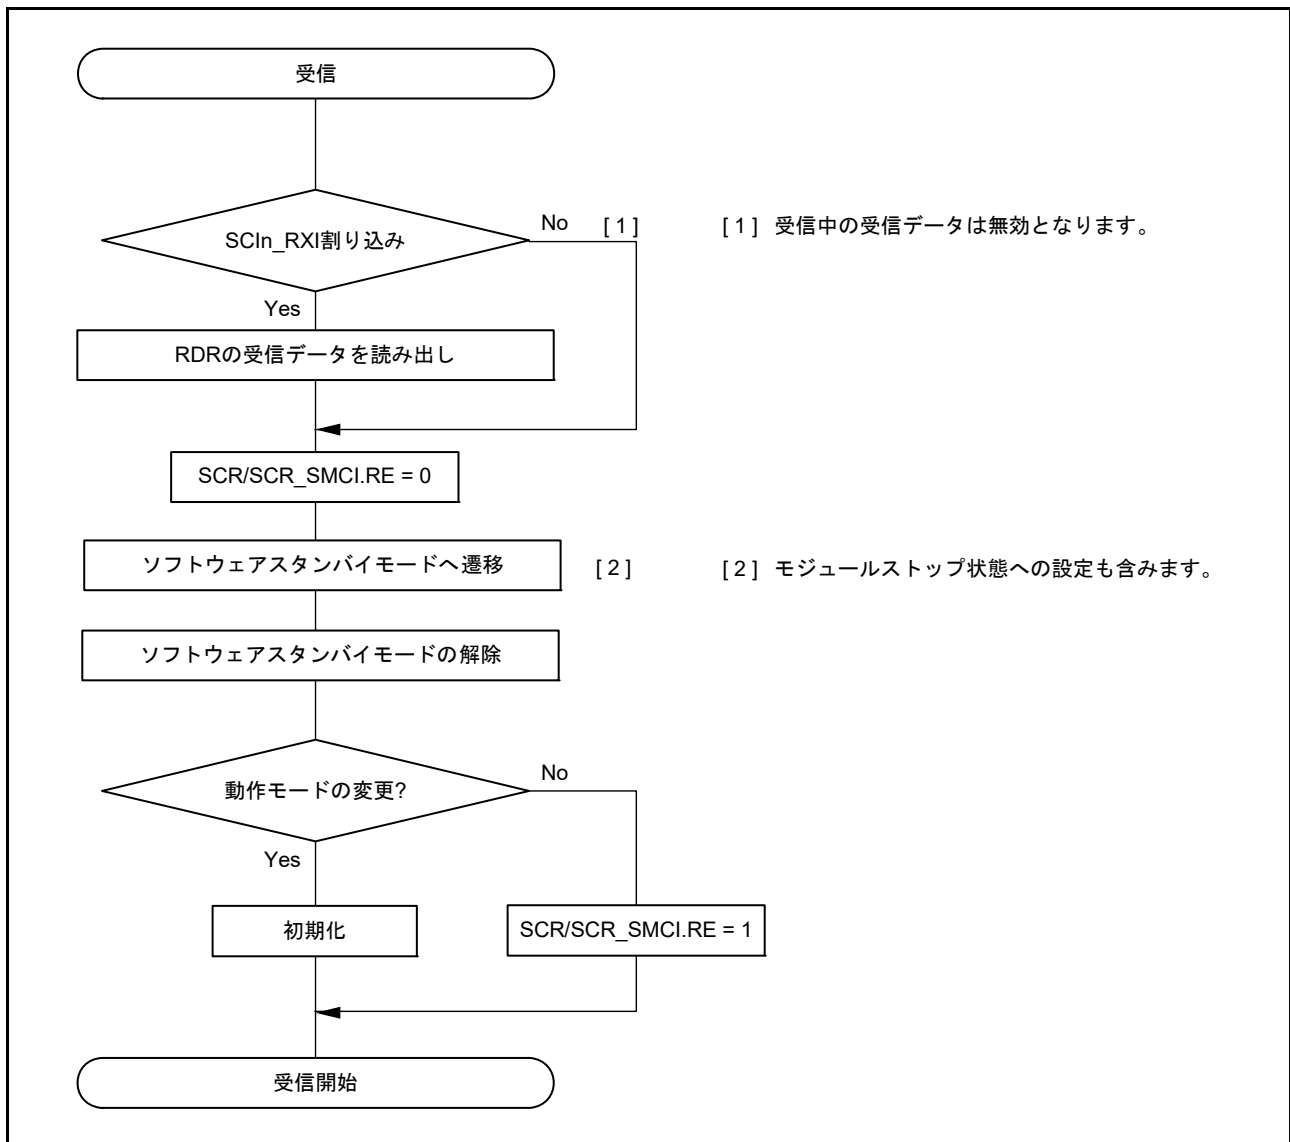 受信
SCIn_RXI割り込み
No
[1]
[1] 受信中の受信データは無効となります。
Yes
RDRの受信データを読み出し
SCR/SCR_SMCI.RE = 0
ソフトウェアスタンバイモードへ遷移
[2]
[2] モジュールストップ状態への設定も含みます。
ソフトウェアスタンバイモードの解除
動作モードの変更?
No
Yes
初期化
SCR/SCR_SMCI.RE = 1
受信開始